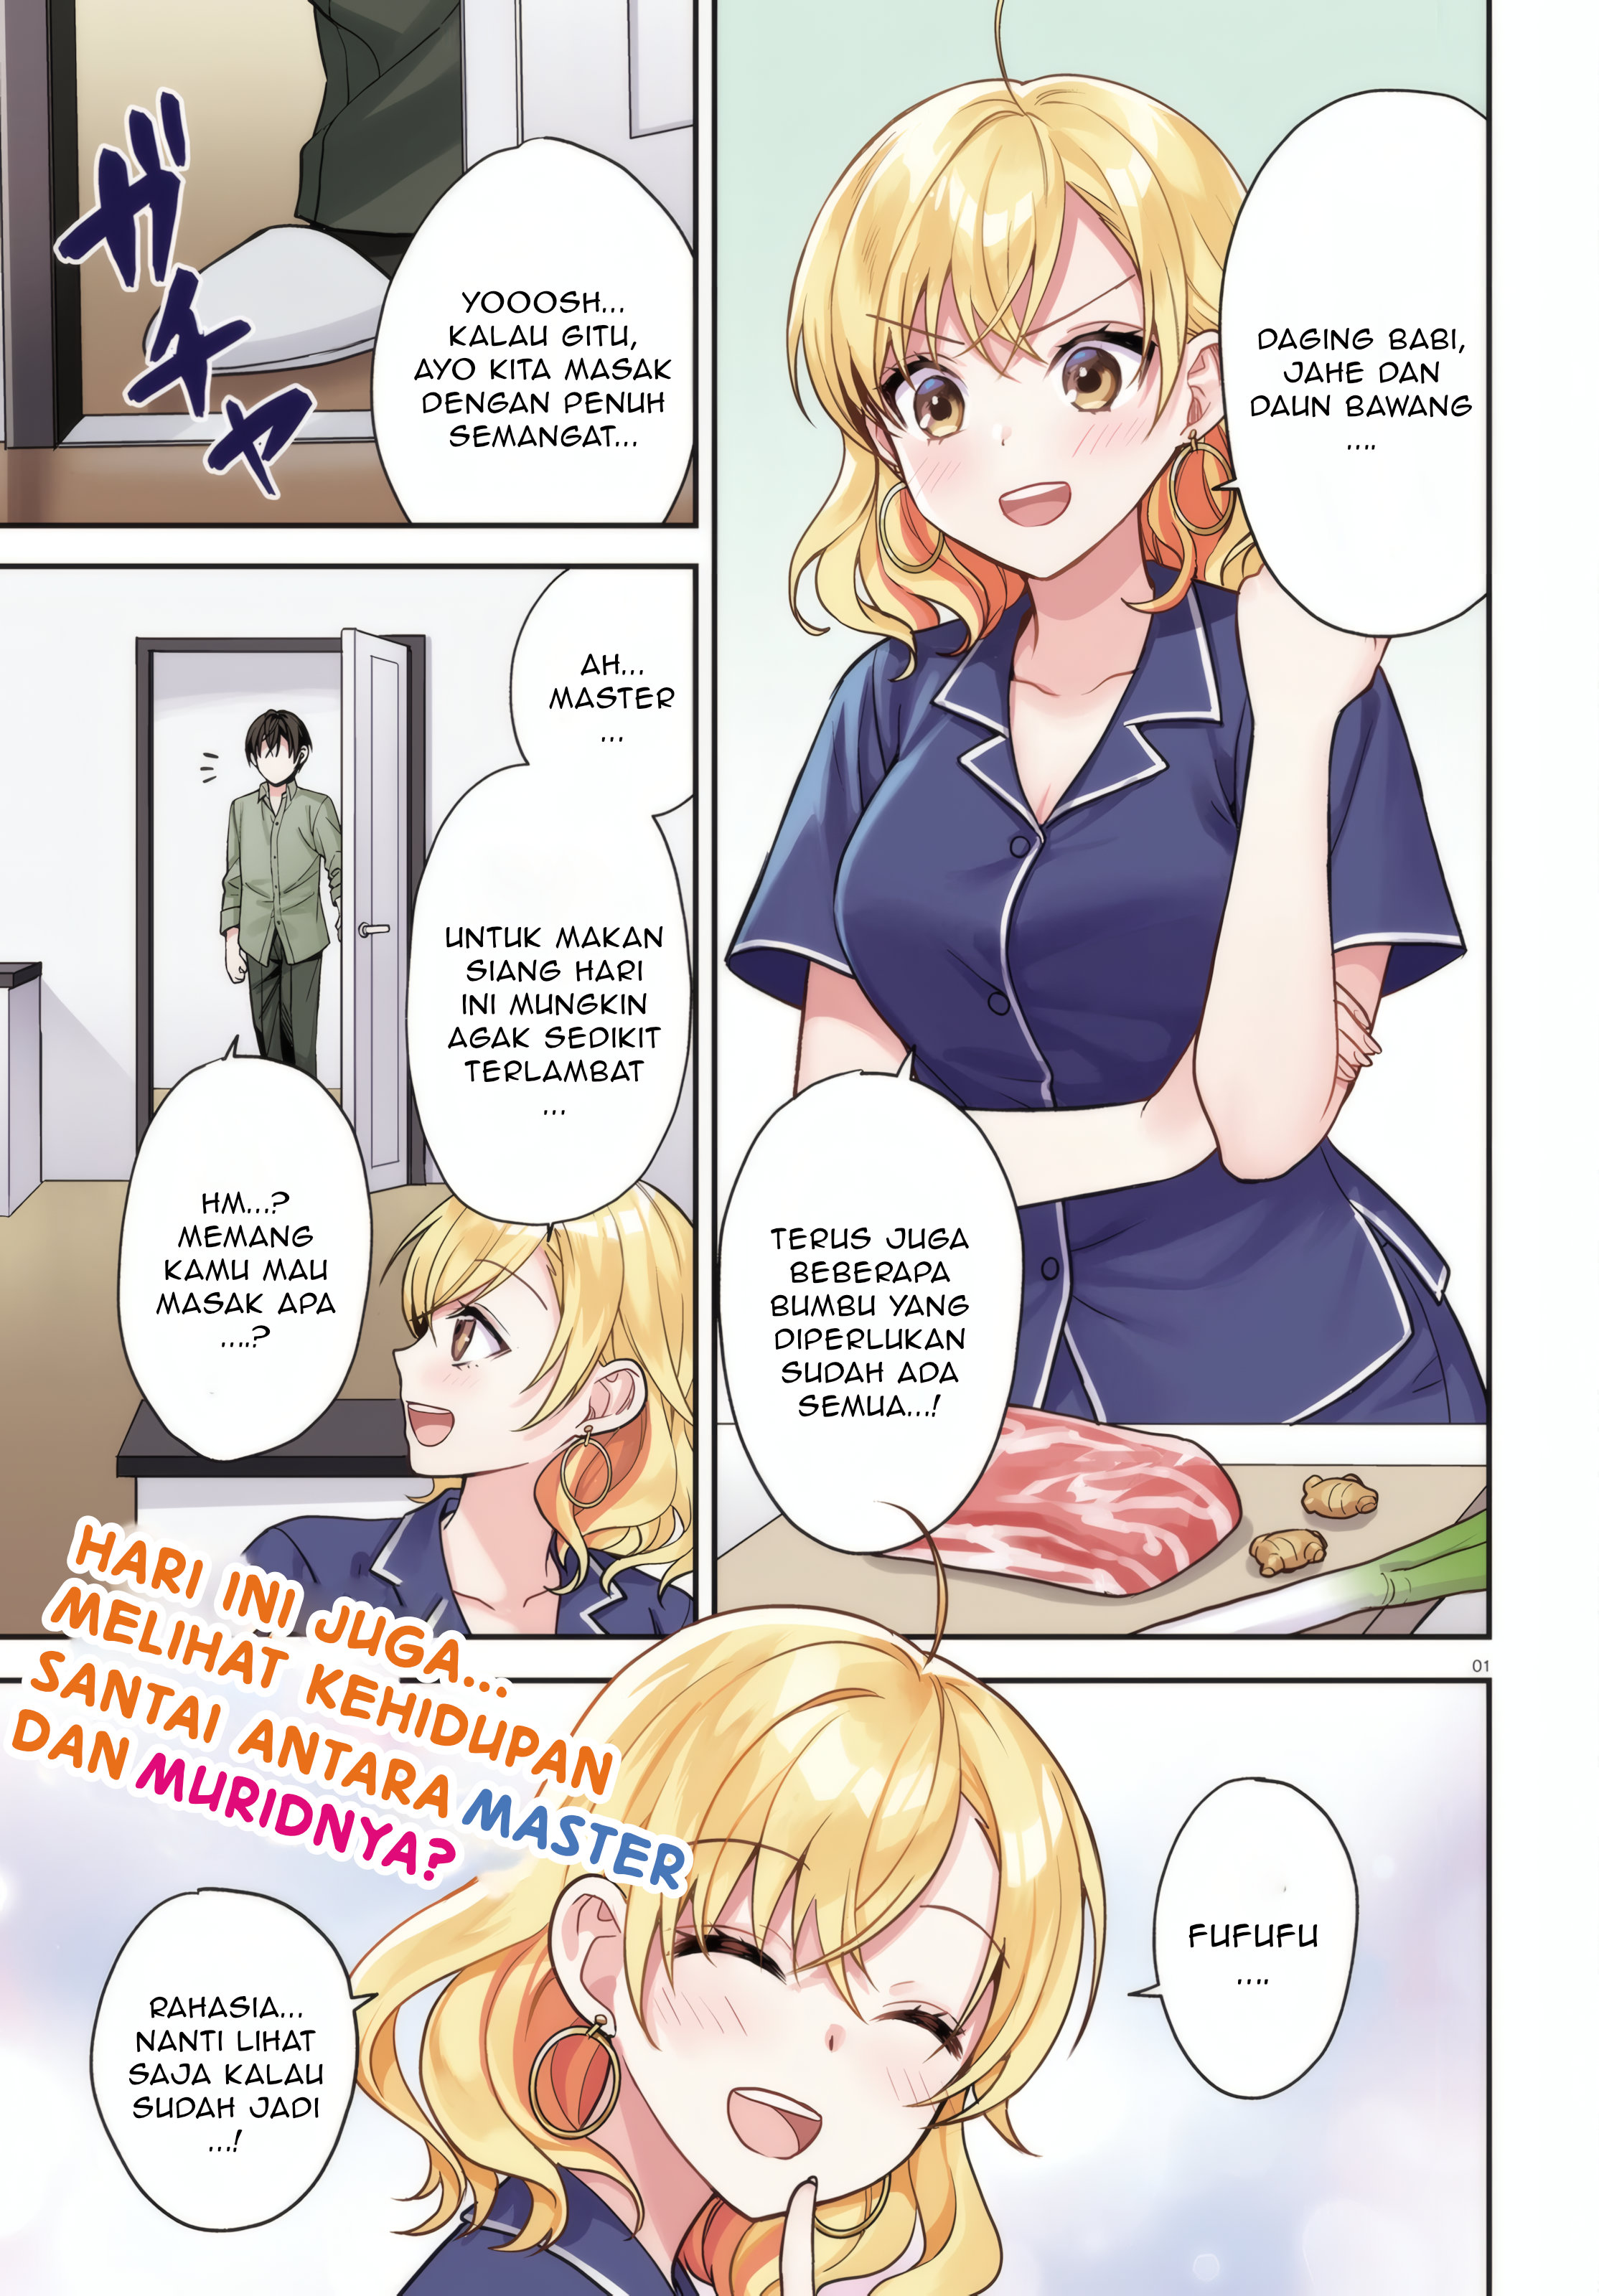 DAGING BABI,
JAHE DAN
DAUN BAWANG
....
TERUS JUGA
BEBERAPA
BUMBU YANG
DIPERLUKAN
SUDAH ADA
SEMUA...!
YOOOSH...
KALAU GITU,
AYO KITA MASAK
DENGAN PENUH
SEMANGAT...
ガチャ
AH...
MASTER
...
UNTUK MAKAN
SIANG HARI
INI MUNGKIN
AGAK SEDIKIT
TERLAMBAT
...
HM...?
MEMANG
KAMU MAU
MASAK APA
....?
HARI INI JUGA...
MELIHAT KEHIDUPAN
SANTAI ANTARA MASTER
DAN MURIDNYA?
01
FUFUFU
....
RAHASIA...
NANTI LIHAT
SAJA KALAU
SUDAH JADI
...!